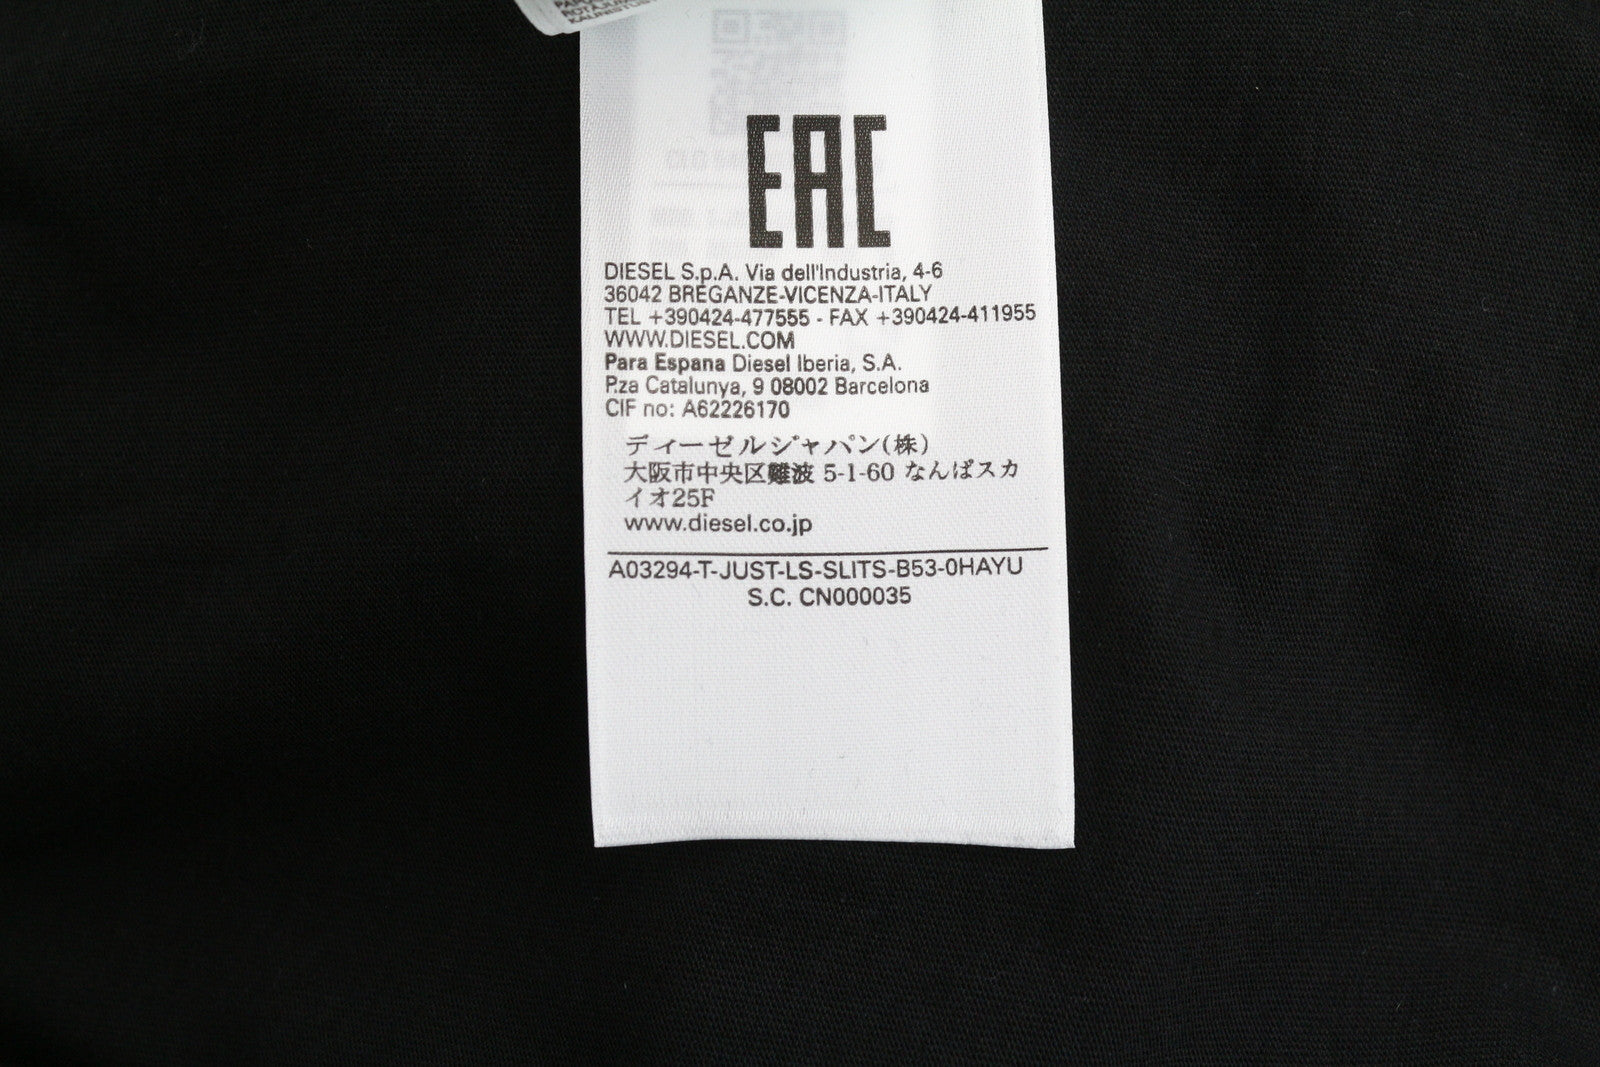 EAC
DIESEL S.p.A. Via dell'Industria, 4-6
36042 BREGANZE-VICENZA-ITALY
TEL +390424-477555 - FAX +390424-411955
WWW.DIESEL.COM
Para Espana Diesel Iberia, S.A.
P.za Catalunya, 9 08002 Barcelona
CIF no: A62226170
ディーゼルジャパン(株)
大阪市中央区難波 5-1-60 なんばスカ
イオ25F
www.diesel.co.jp
A03294-T-JUST-LS-SLITS-B53-0HAYU
S.C. CN000035